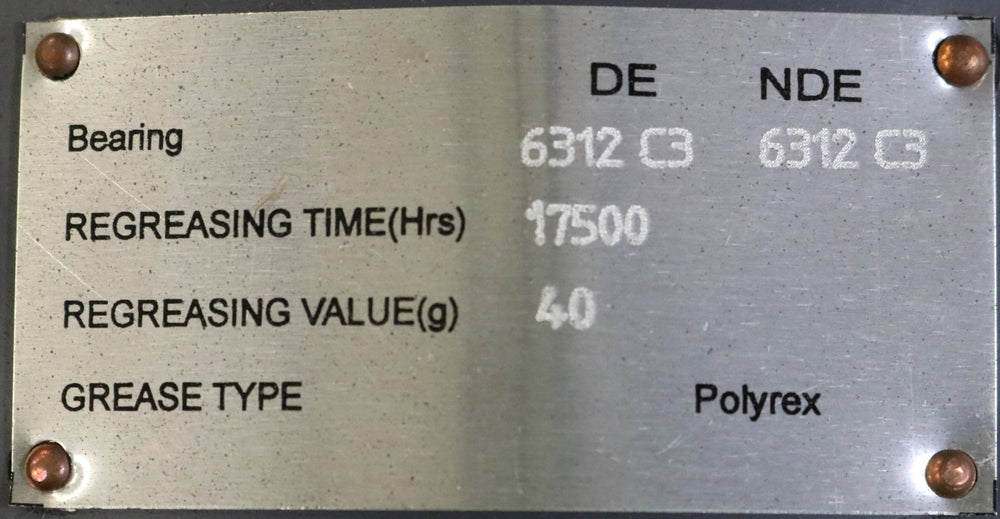 DE NDE
Bearing 6312 C3 6312 C3
REGREASING TIME(Hrs) 17500
REGREASING VALUE(g) 40
GREASE TYPE Polyrex